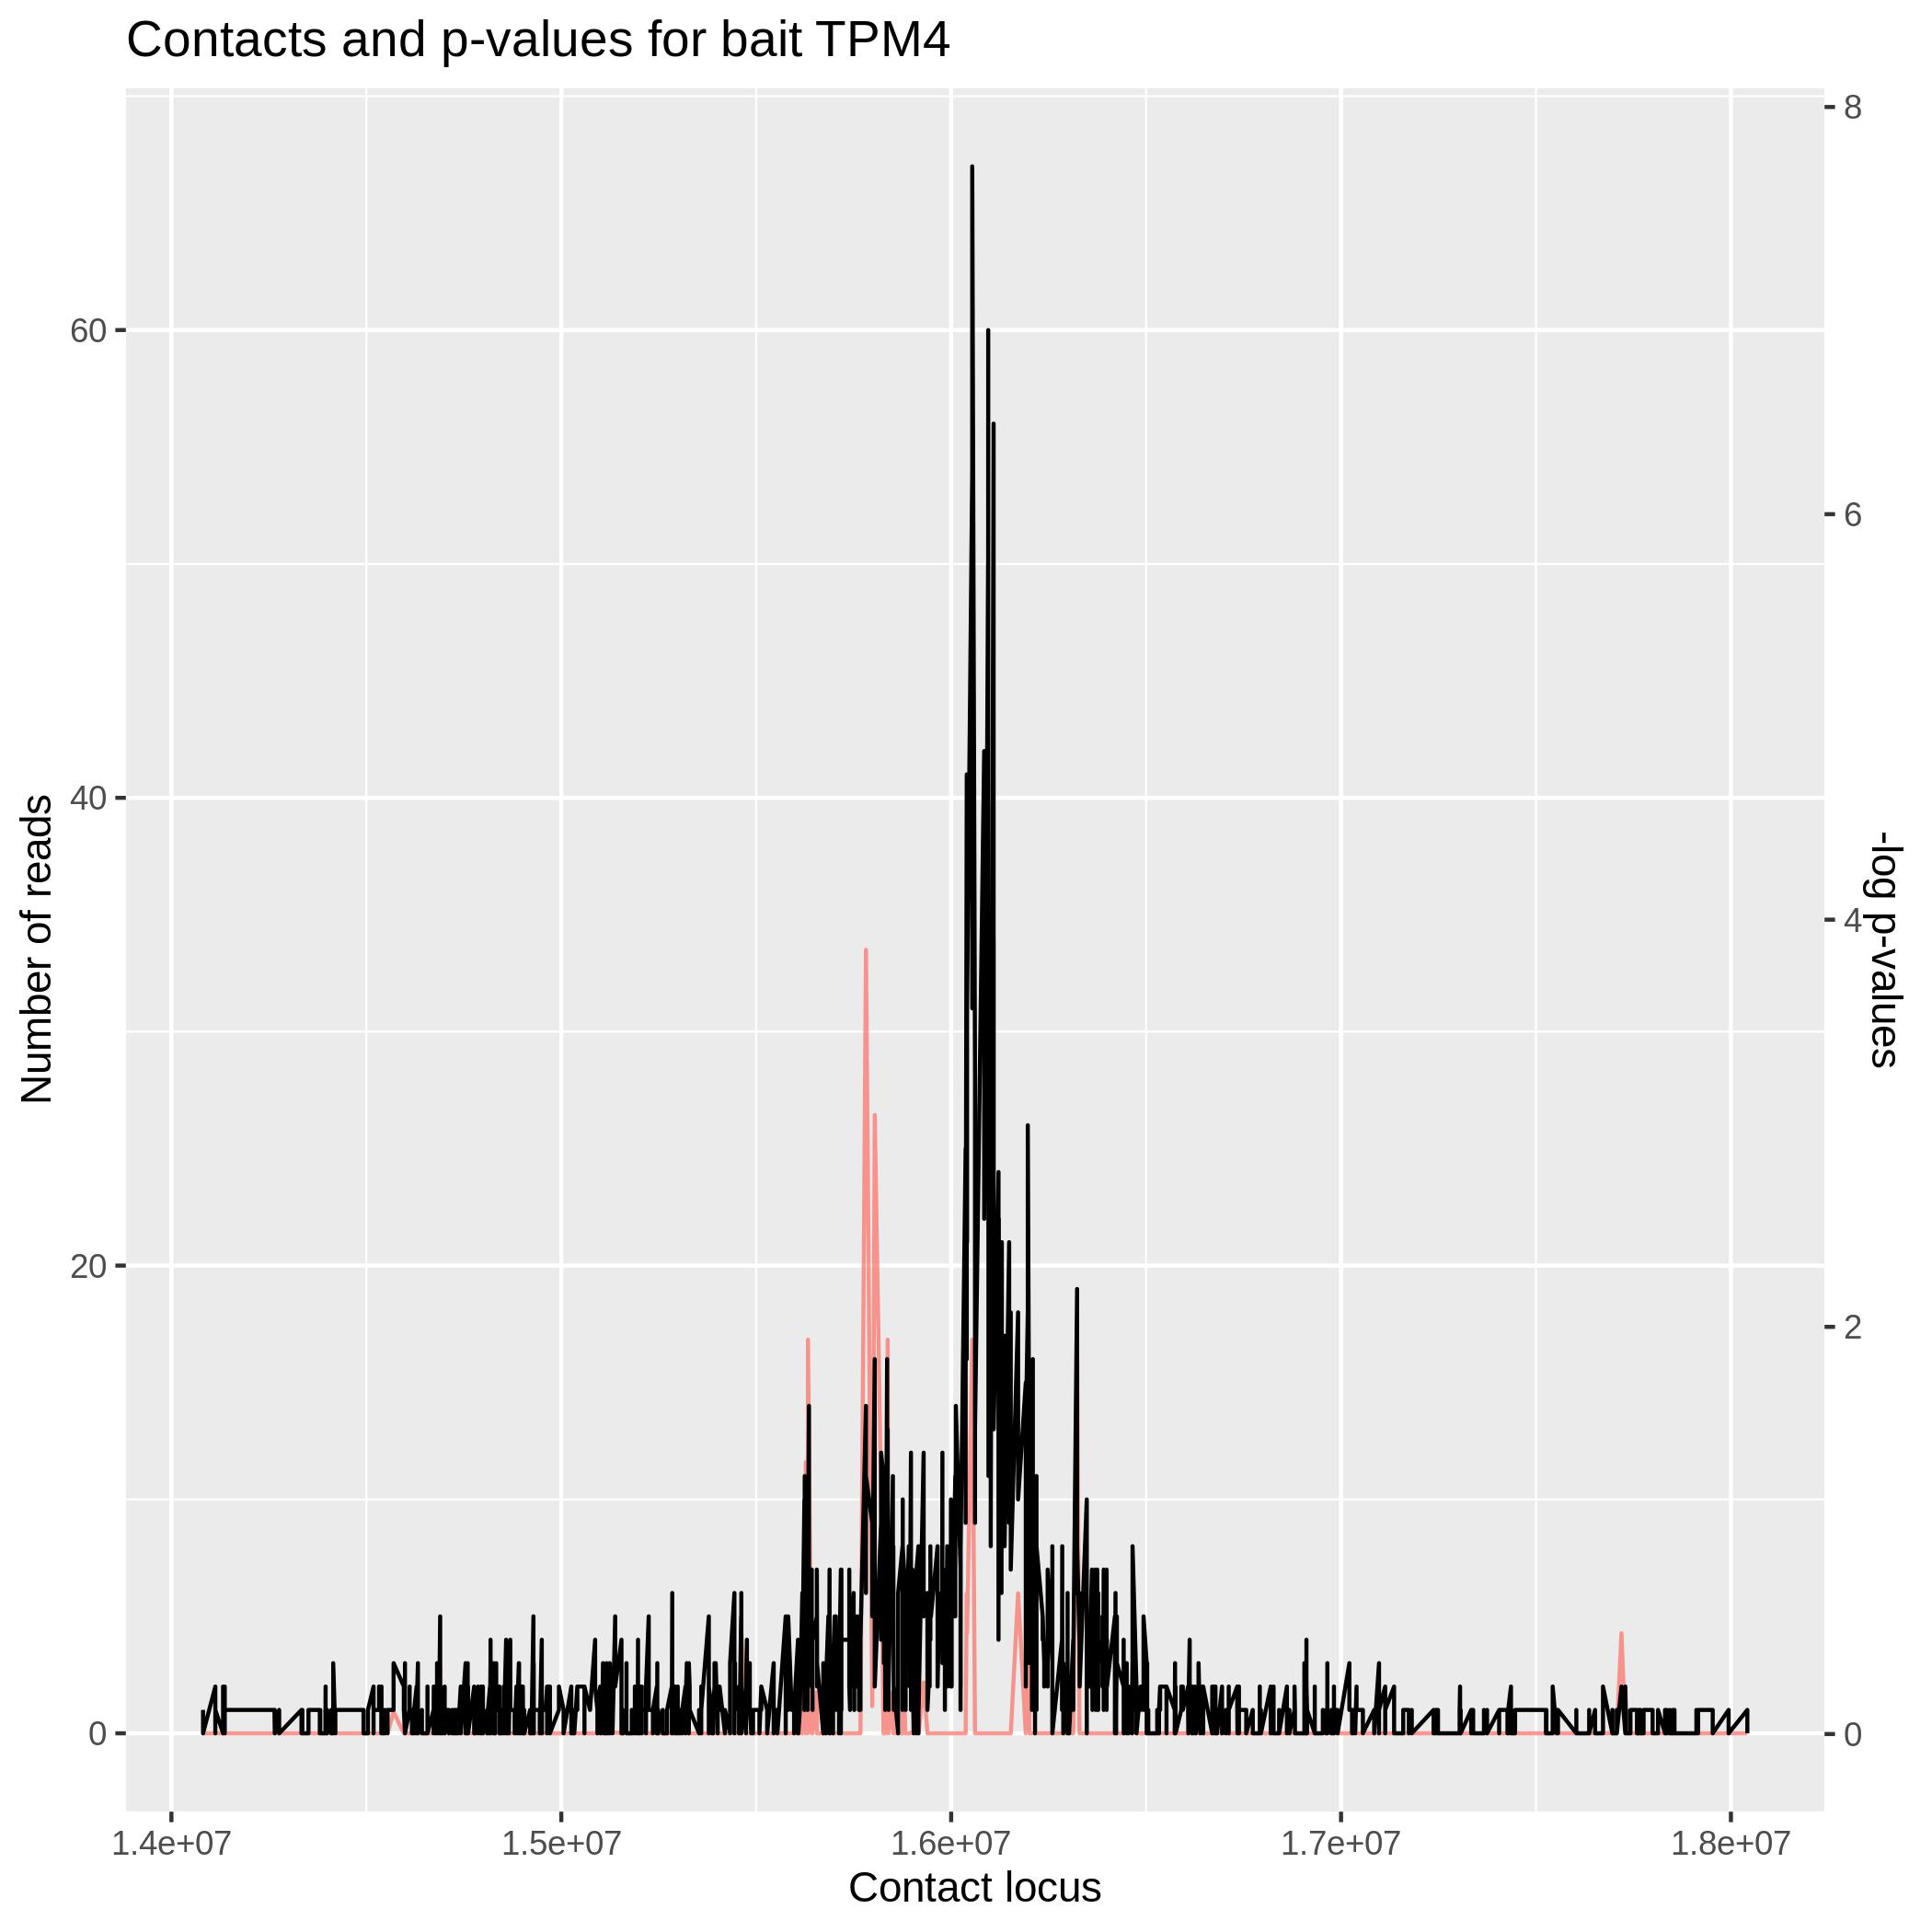 Contacts and p-values for bait TPM4
Number of reads
60
40
20
0
8
6
4
2
0
-log p-values
1.4e+07
1.5e+07
1.6e+07
1.7e+07
1.8e+07
Contact locus